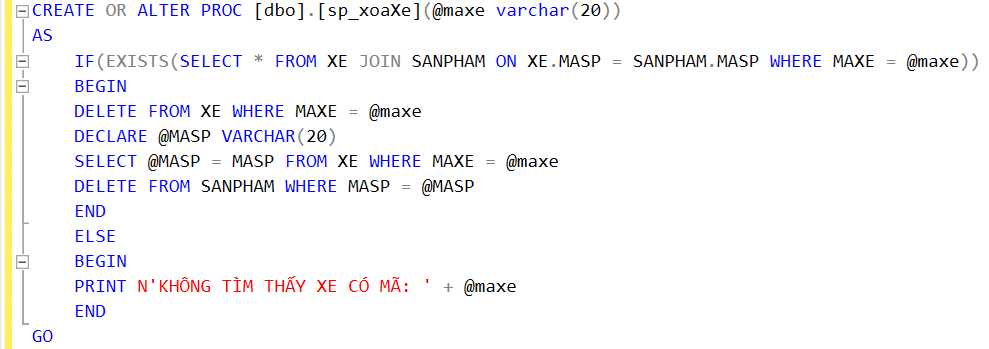 CREATE OR ALTER PROC [dbo].[sp_xoaXe](@maxe varchar(20))
AS
    IF(EXISTS(SELECT * FROM XE JOIN SANPHAM ON XE.MASP = SANPHAM.MASP WHERE MAXE = @maxe))
    BEGIN
    DELETE FROM XE WHERE MAXE = @maxe
    DECLARE @MASP VARCHAR(20)
    SELECT @MASP = MASP FROM XE WHERE MAXE = @maxe
    DELETE FROM SANPHAM WHERE MASP = @MASP
    END
    ELSE
    BEGIN
    PRINT N'KHÔNG TÌM THẤY XE CÓ MÃ: ' + @maxe
    END
GO